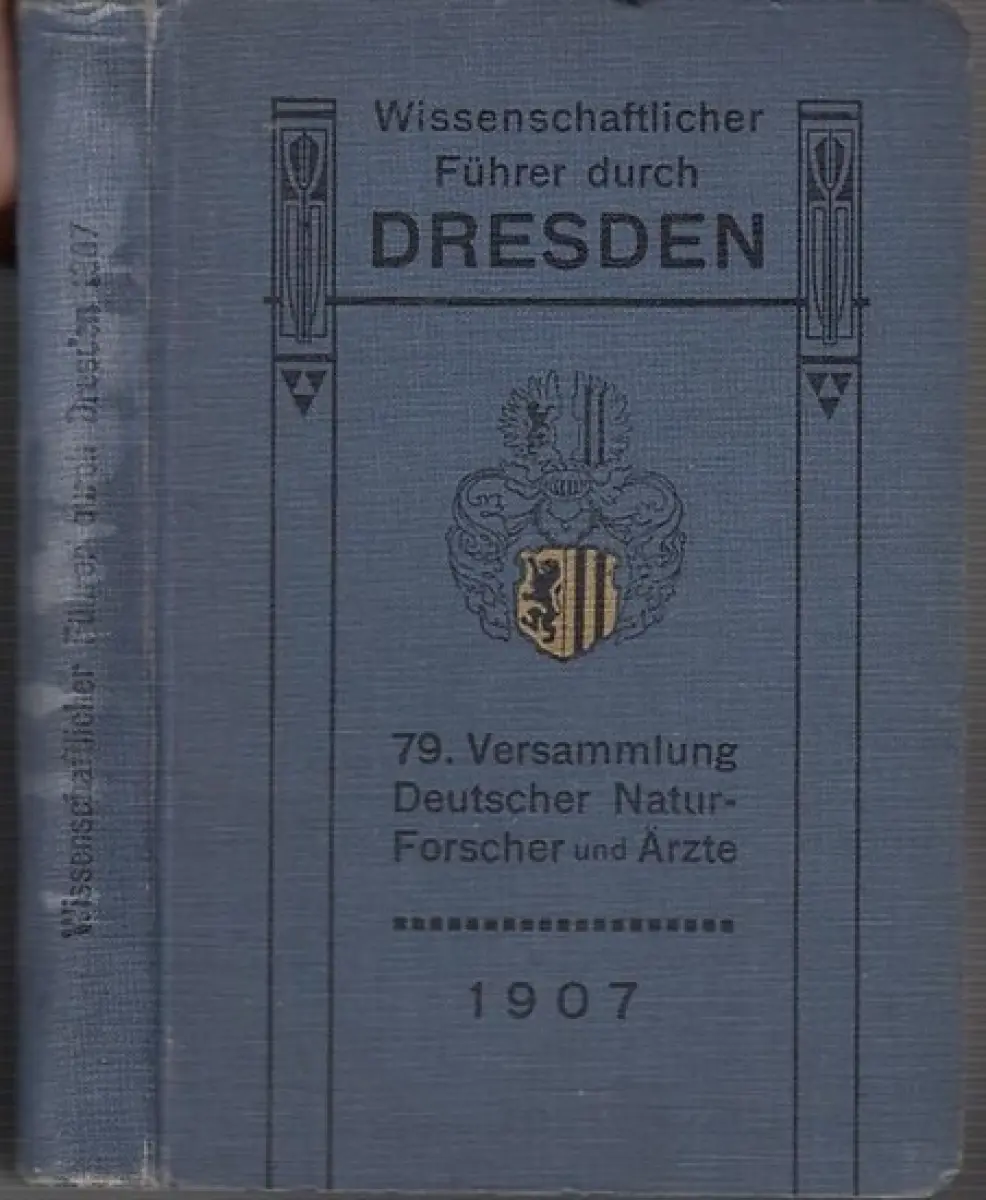 Wissenschaftlicher
Führer durch
DRESDEN
79. Versammlung
Deutscher Natur-
Forscher und Ärzte
1907
Wissenschaftlicher Führer durch Dresden 1907